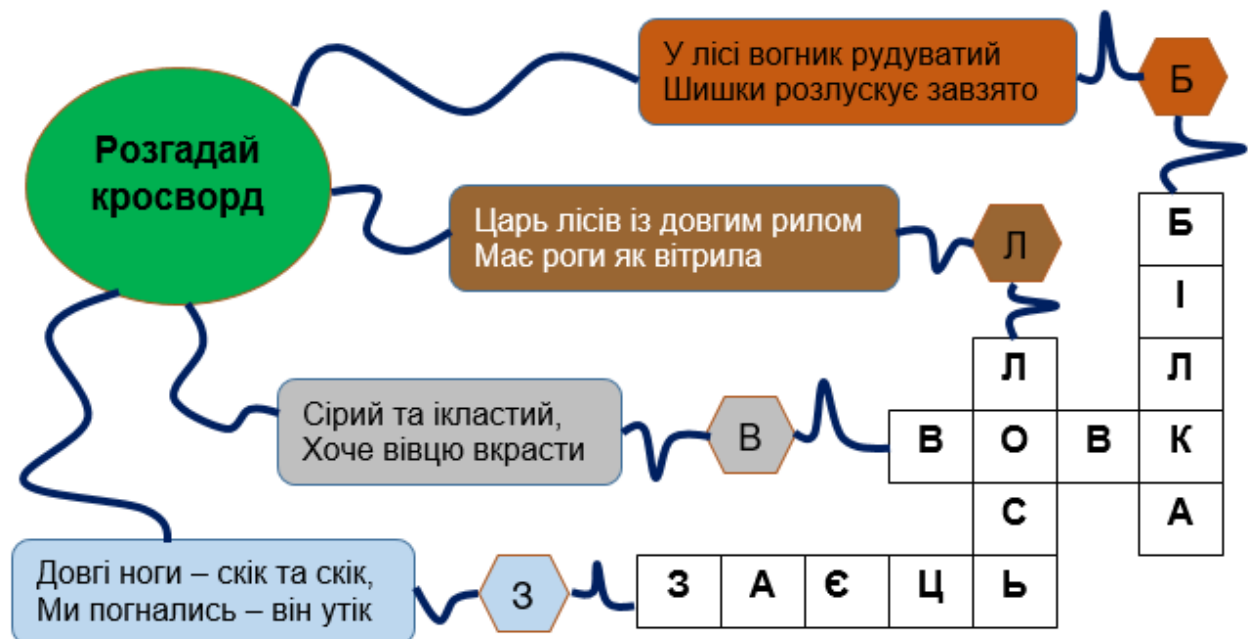 Розгадай
кросворд
У лісі вогник рудуватий
Шишки розлускує завзято
Б
Царь лісів із довгим рилом
Має роги як вітрила
Л
Сірий та ікластий,
Хоче вівцю вкрасти
В
Довгі ноги – скік та скік,
Ми погнались – він утік
З
Б
І
Л Л
В О В К
С А
З А Є Ц Ь